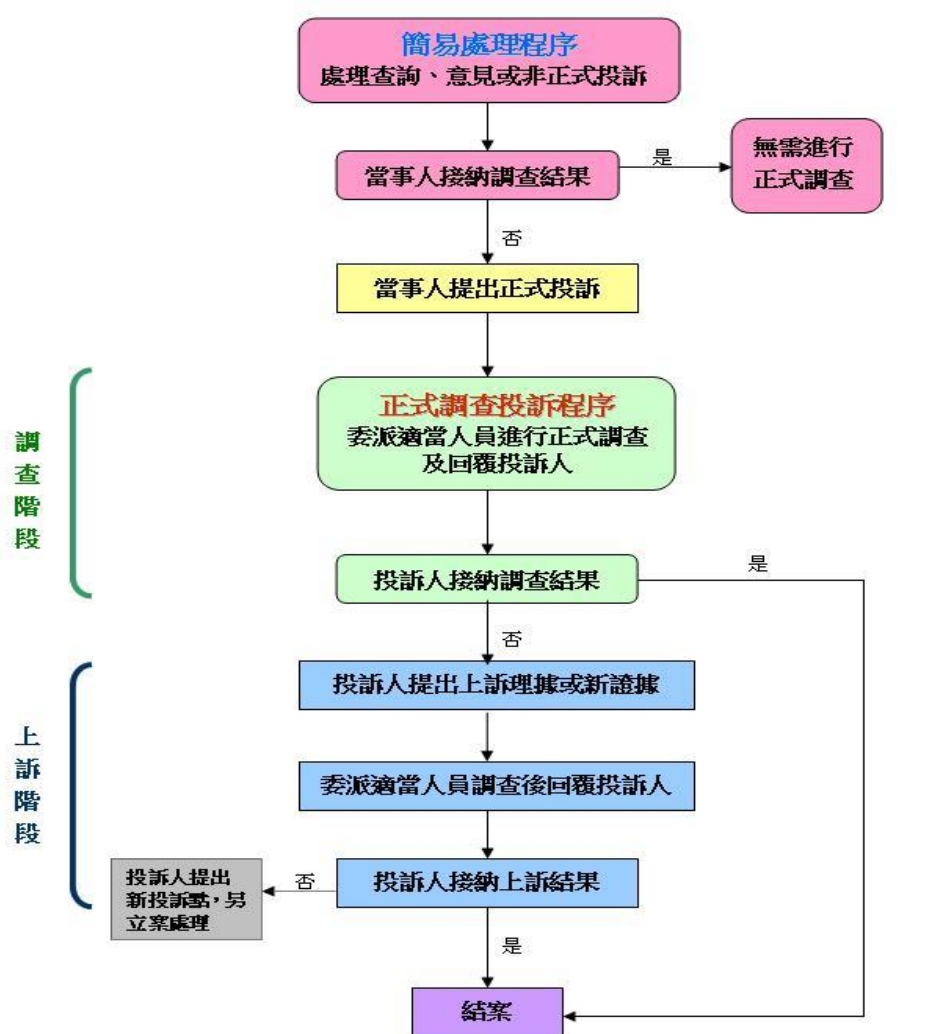 簡易處理程序
處理查詢、意見或非正式投訴
當事人接納調查結果
是
無需進行
正式調查
否
當事人提出正式投訴
調
查
階
段
正式調查投訴程序
委派適當人員進行正式調查
及回覆投訴人
投訴人接納調查結果
是
否
上
訴
階
段
投訴人提出上訴理據或新證據
委派適當人員調查後回覆投訴人
投訴人接納上訴結果
否
投訴人提出
新投訴點,另
立案處理
是
結案